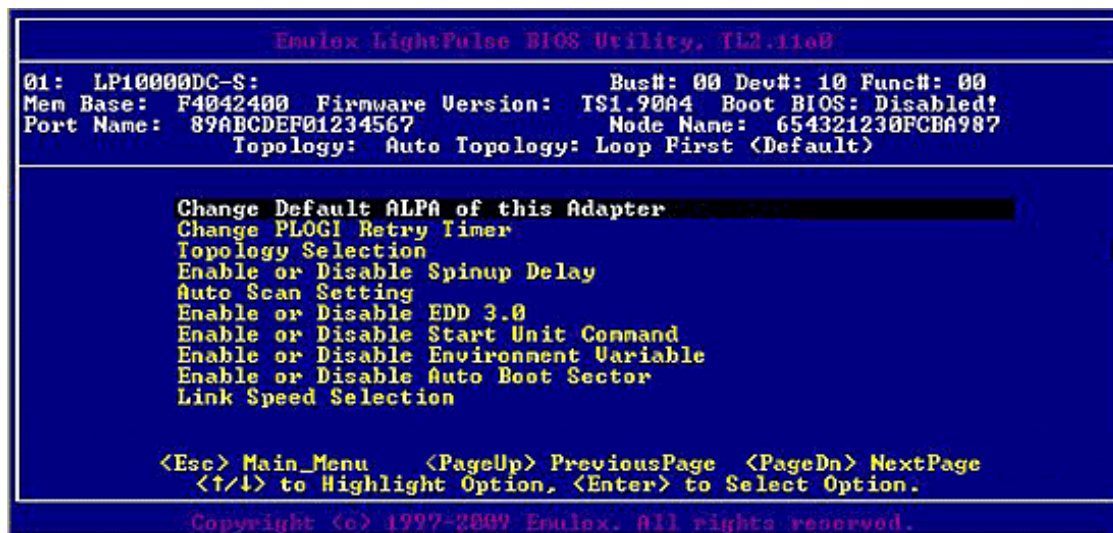 Emulex LightPulse BIOS Utility, TL2.11a0
01: LP10000DC-S: Bus#: 00 Dev#: 10 Func#: 00
Mem Base: F4042400 Firmware Version: TS1.90A4 Boot BIOS: Disabled!
Port Name: 89ABCDEF01234567 Node Name: 654321230FCBA987
Topology: Auto Topology: Loop First <Default>
Change Default ALPA of this Adapter
Change PLOGI Retry Timer
Topology Selection
Enable or Disable Spinup Delay
Auto Scan Setting
Enable or Disable EDD 3.0
Enable or Disable Start Unit Command
Enable or Disable Environment Variable
Enable or Disable Auto Boot Sector
Link Speed Selection
<Esc> Main_Menu <PageUp> PreviousPage <PageDn> NextPage
<↑/↓> to Highlight Option, <Enter> to Select Option.
Copyright <c> 1997-2009 Emulex. All rights reserved.